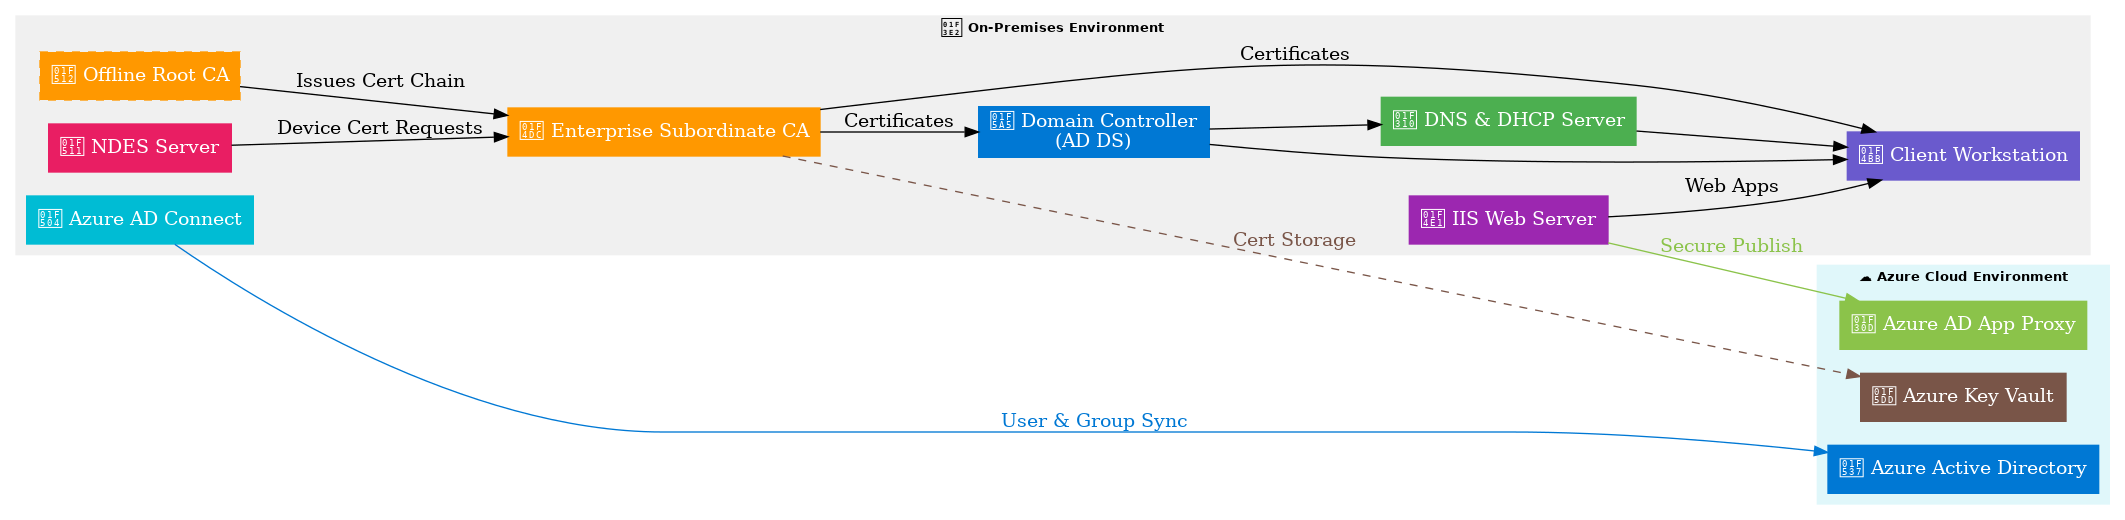 On-Premises Environment
Offline Root CA
Issues Cert Chain
Certificates
NDES Server
Device Cert Requests
Enterprise Subordinate CA
Certificates
Domain Controller
(AD DS)
DNS & DHCP Server
Client Workstation
Azure AD Connect
IIS Web Server
Web Apps
Cert Storage
Secure Publish
☁ Azure Cloud Environment
Azure AD App Proxy
Azure Key Vault
User & Group Sync
Azure Active Directory